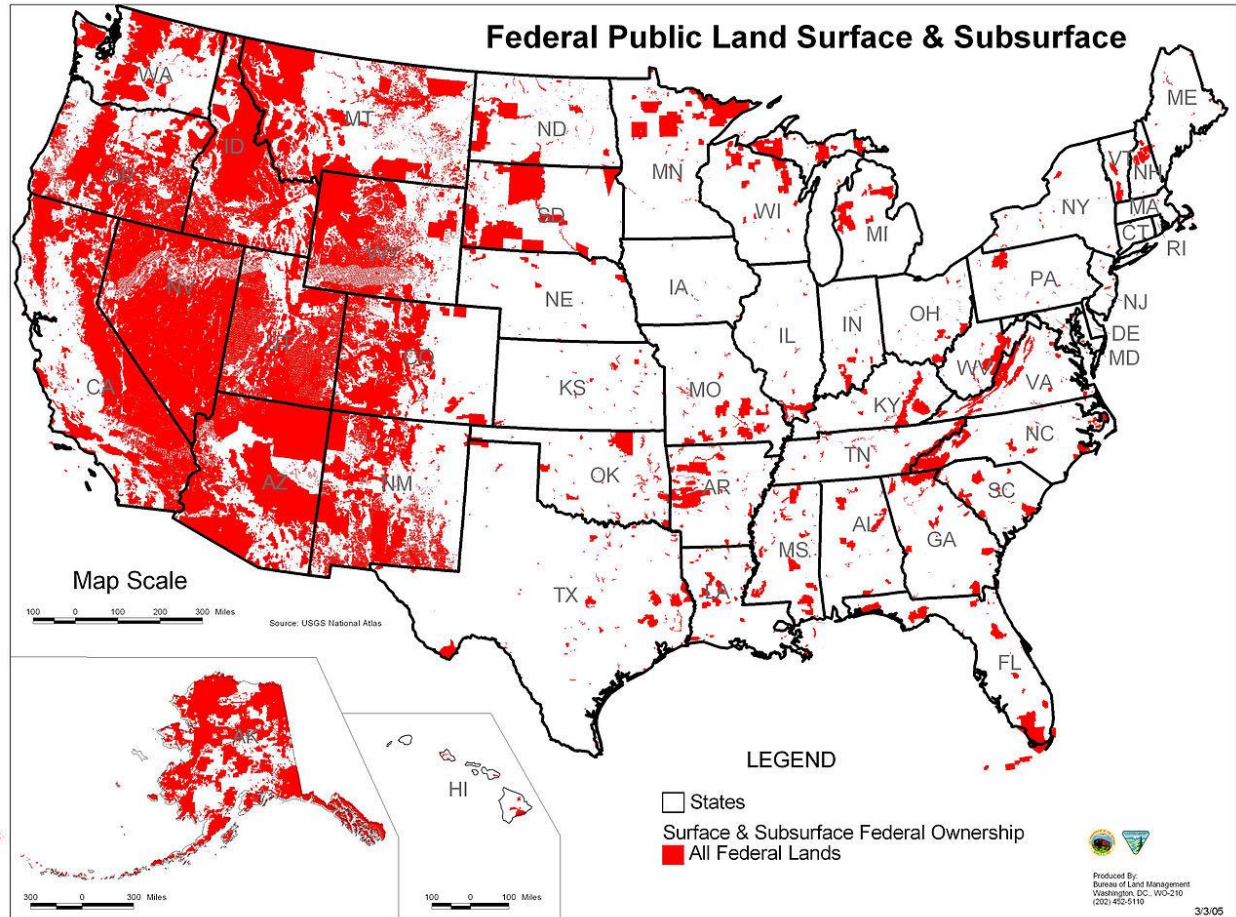 Federal Public Land Surface & Subsurface
WA
MT
ND
MN
ME
OR
ID
SD
WI
MI
VT
NH
NY
MA
CT
RI
WY
NE
IA
PA
NJ
NV
UT
CO
IL
IN
OH
DE
MD
CA
KS
MO
WV
VA
KY
AZ
NM
OK
AR
TN
NC
SC
TX
LA
MS
AL
GA
FL
Map Scale
100 0 100 200 300 Miles
Source: USGS National Atlas
AK
HI
300 0 300 Miles
100 0 100 Miles
LEGEND
States
Surface & Subsurface Federal Ownership
All Federal Lands
Produced By:
Bureau of Land Management
Washington, DC., WO-210
(202) 452-5110
3/3/05